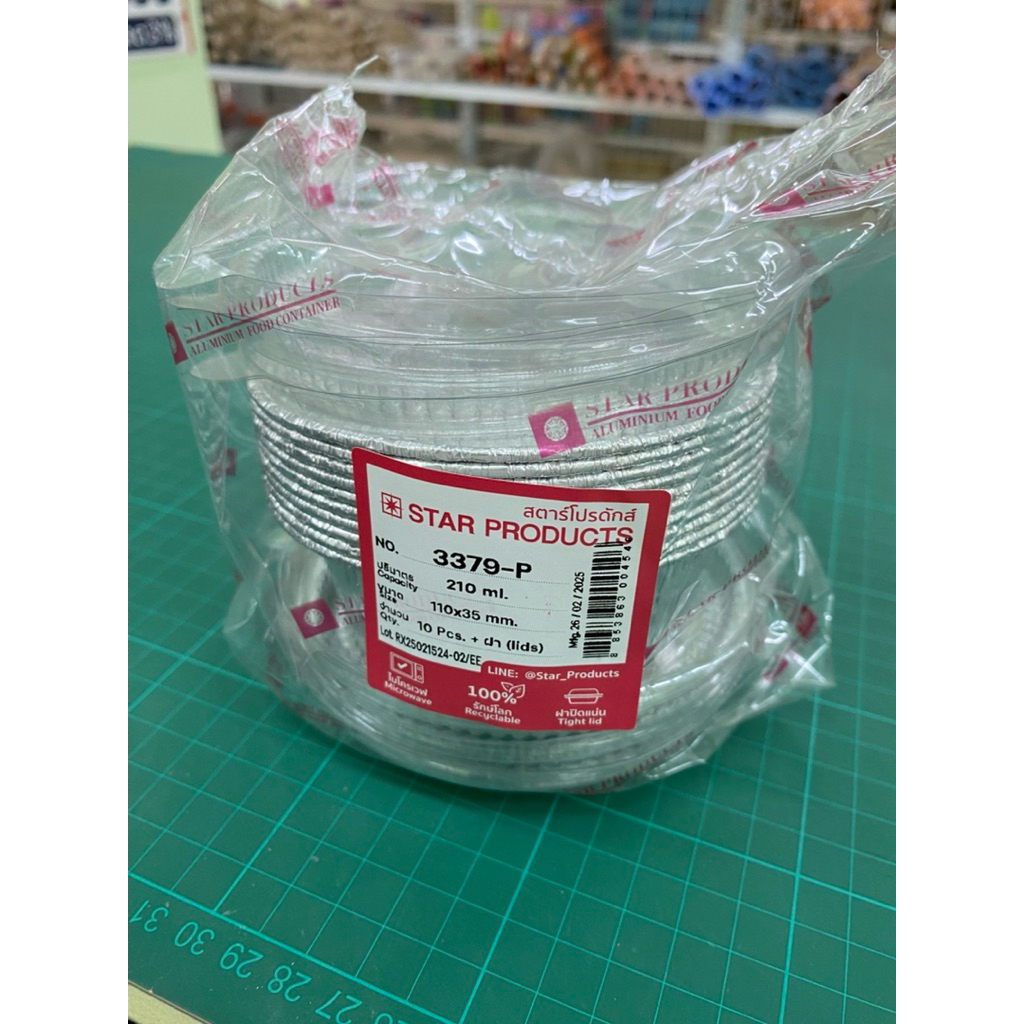 STAR PRODUCTS
ALUMINIUM FOOD CONTAINER
STAR PRODU
ALUMINIUM FOO
สตาร์โปรดักส์
STAR PRODUCTS
NO. 3379-P
ปริมาตร
Capacity 210 ml.
ขนาด
Size 110x35 mm.
จำนวน
Qty. 10 Pcs. + ฝา (lids)
Lot. RX25021524-02/EE
Mfg. 26 / 02 / 2025
LINE: @Star_Products
ไมโครเวฟ
Microwave
100%
รักษ์โลก
Recyclable
ฝาปิดแน่น
Tight lid
31 30 29 28 27 26